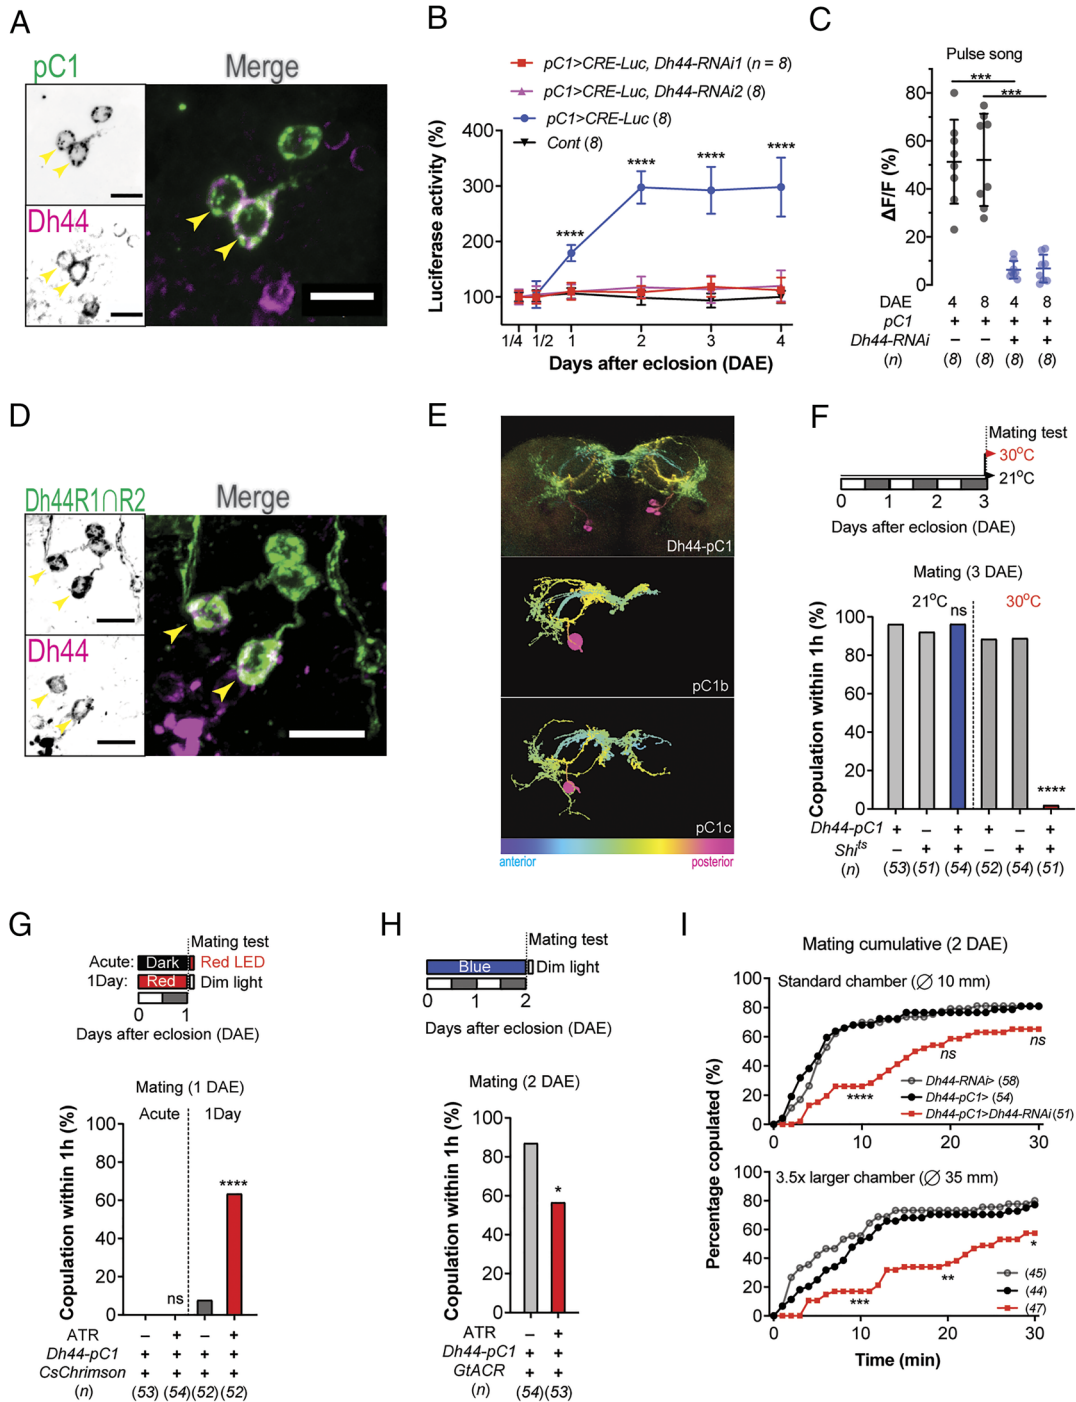 A
pC1
Merge
Dh44
B
pC1>CRE-Luc, Dh44-RNAi1 (n = 8)
pC1>CRE-Luc, Dh44-RNAi2 (8)
pC1>CRE-Luc (8)
Cont (8)
Luciferase activity (%)
400
300
200
100
**** **** **** ****
1/4 1/2 1 2 3 4
Days after eclosion (DAE)
C
Pulse song
ΔF/F (%)
***
***
80
60
40
20
0
DAE 4 8 4 8
pC1 + + + +
Dh44-RNAi – – + +
(n) (8) (8) (8) (8)
D
Dh44R1∩R2
Merge
Dh44
E
Dh44-pC1
pC1b
pC1c
anterior posterior
F
Mating test
30°C
21°C
0 1 2 3
Days after eclosion (DAE)
Mating (3 DAE)
21°C ns 30°C
Copulation within 1h (%)
100
80
60
40
20
0
****
Dh44-pC1 + – + + – +
Shi^ts – + + – + +
(n) (53) (51) (54) (52) (54) (51)
G
Mating test
Acute: Dark Red LED
1Day: Red Dim light
0 1
Days after eclosion (DAE)
Mating (1 DAE)
Acute 1Day
Copulation within 1h (%)
100
80
60
40
20
0
ns
****
ATR – + – +
Dh44-pC1 + + + +
CsChrimson + + + +
(n) (53) (54) (52) (52)
H
Mating test
Blue Dim light
0 1 2
Days after eclosion (DAE)
Mating (2 DAE)
Copulation within 1h (%)
100
80
60
40
20
0
*
ATR – +
Dh44-pC1 + +
GtACR + +
(n) (54) (53)
I
Mating cumulative (2 DAE)
Standard chamber (∅ 10 mm)
Percentage copulated (%)
100
80
60
40
20
0
ns ns
****
Dh44-RNAi> (58)
Dh44-pC1> (54)
Dh44-pC1>Dh44-RNAi (51)
0 10 20 30
3.5x larger chamber (∅ 35 mm)
100
80
60
40
20
0
*** ** *
(45)
(44)
(47)
0 10 20 30
Time (min)